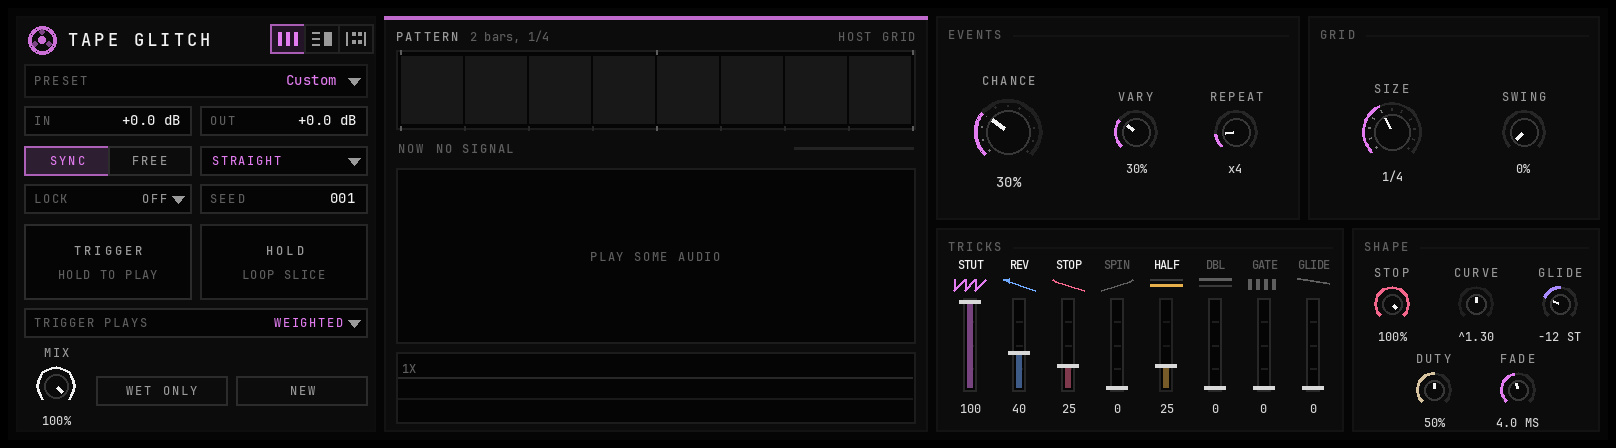 TAPE GLITCH
PRESET Custom
IN +0.0 dB OUT +0.0 dB
SYNC FREE STRAIGHT
LOCK OFF SEED 001
TRIGGER
HOLD TO PLAY
HOLD
LOOP SLICE
TRIGGER PLAYS WEIGHTED
MIX
100%
WET ONLY NEW
PATTERN 2 bars, 1/4 HOST GRID
NOW NO SIGNAL
PLAY SOME AUDIO
1X
EVENTS
CHANCE
30%
VARY
30%
REPEAT
x4
GRID
SIZE
1/4
SWING
0%
TRICKS
STUT REV STOP SPIN HALF DBL GATE GLIDE
100 40 25 0 25 0 0 0
SHAPE
STOP CURVE GLIDE
100% ^1.30 -12 ST
DUTY FADE
50% 4.0 MS